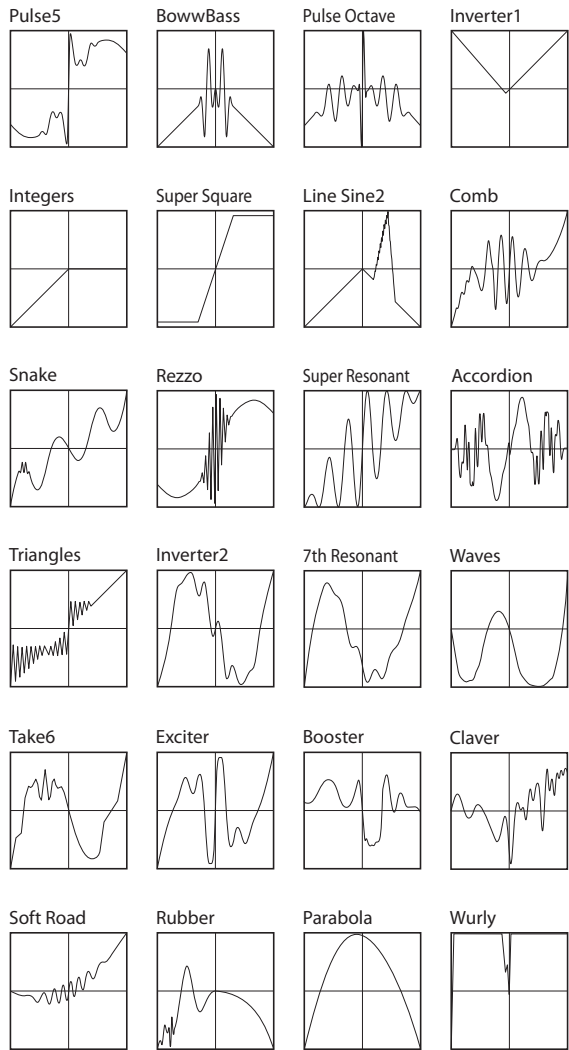 Pulse5 BowwBass Pulse Octave Inverter1
Integers Super Square Line Sine2 Comb
Snake Rezzo Super Resonant Accordion
Triangles Inverter2 7th Resonant Waves
Take6 Exciter Booster Claver
Soft Road Rubber Parabola Wurly